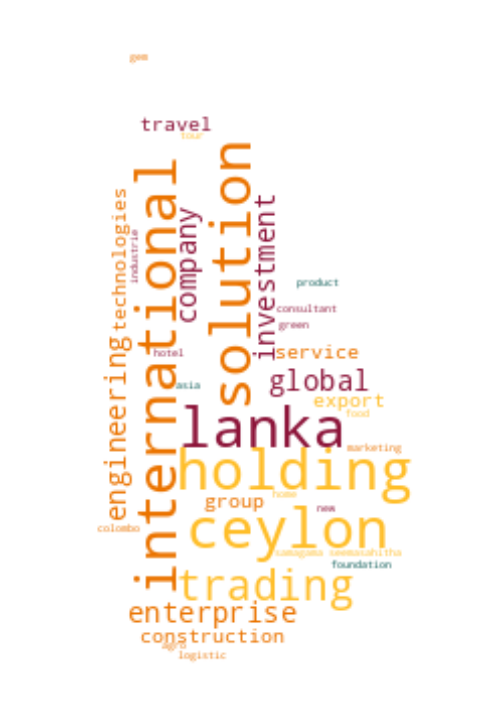 gem
travel
tour
solution
international
technologies
investment
company
industrie
product
consultant
green
engineering
hotel
service
global
asia
export
lanka
food
marketing
holding
home
group
new
ceylon
colombo
samagama seemasahitha
foundation
trading
enterprise
construction
agro
logistic